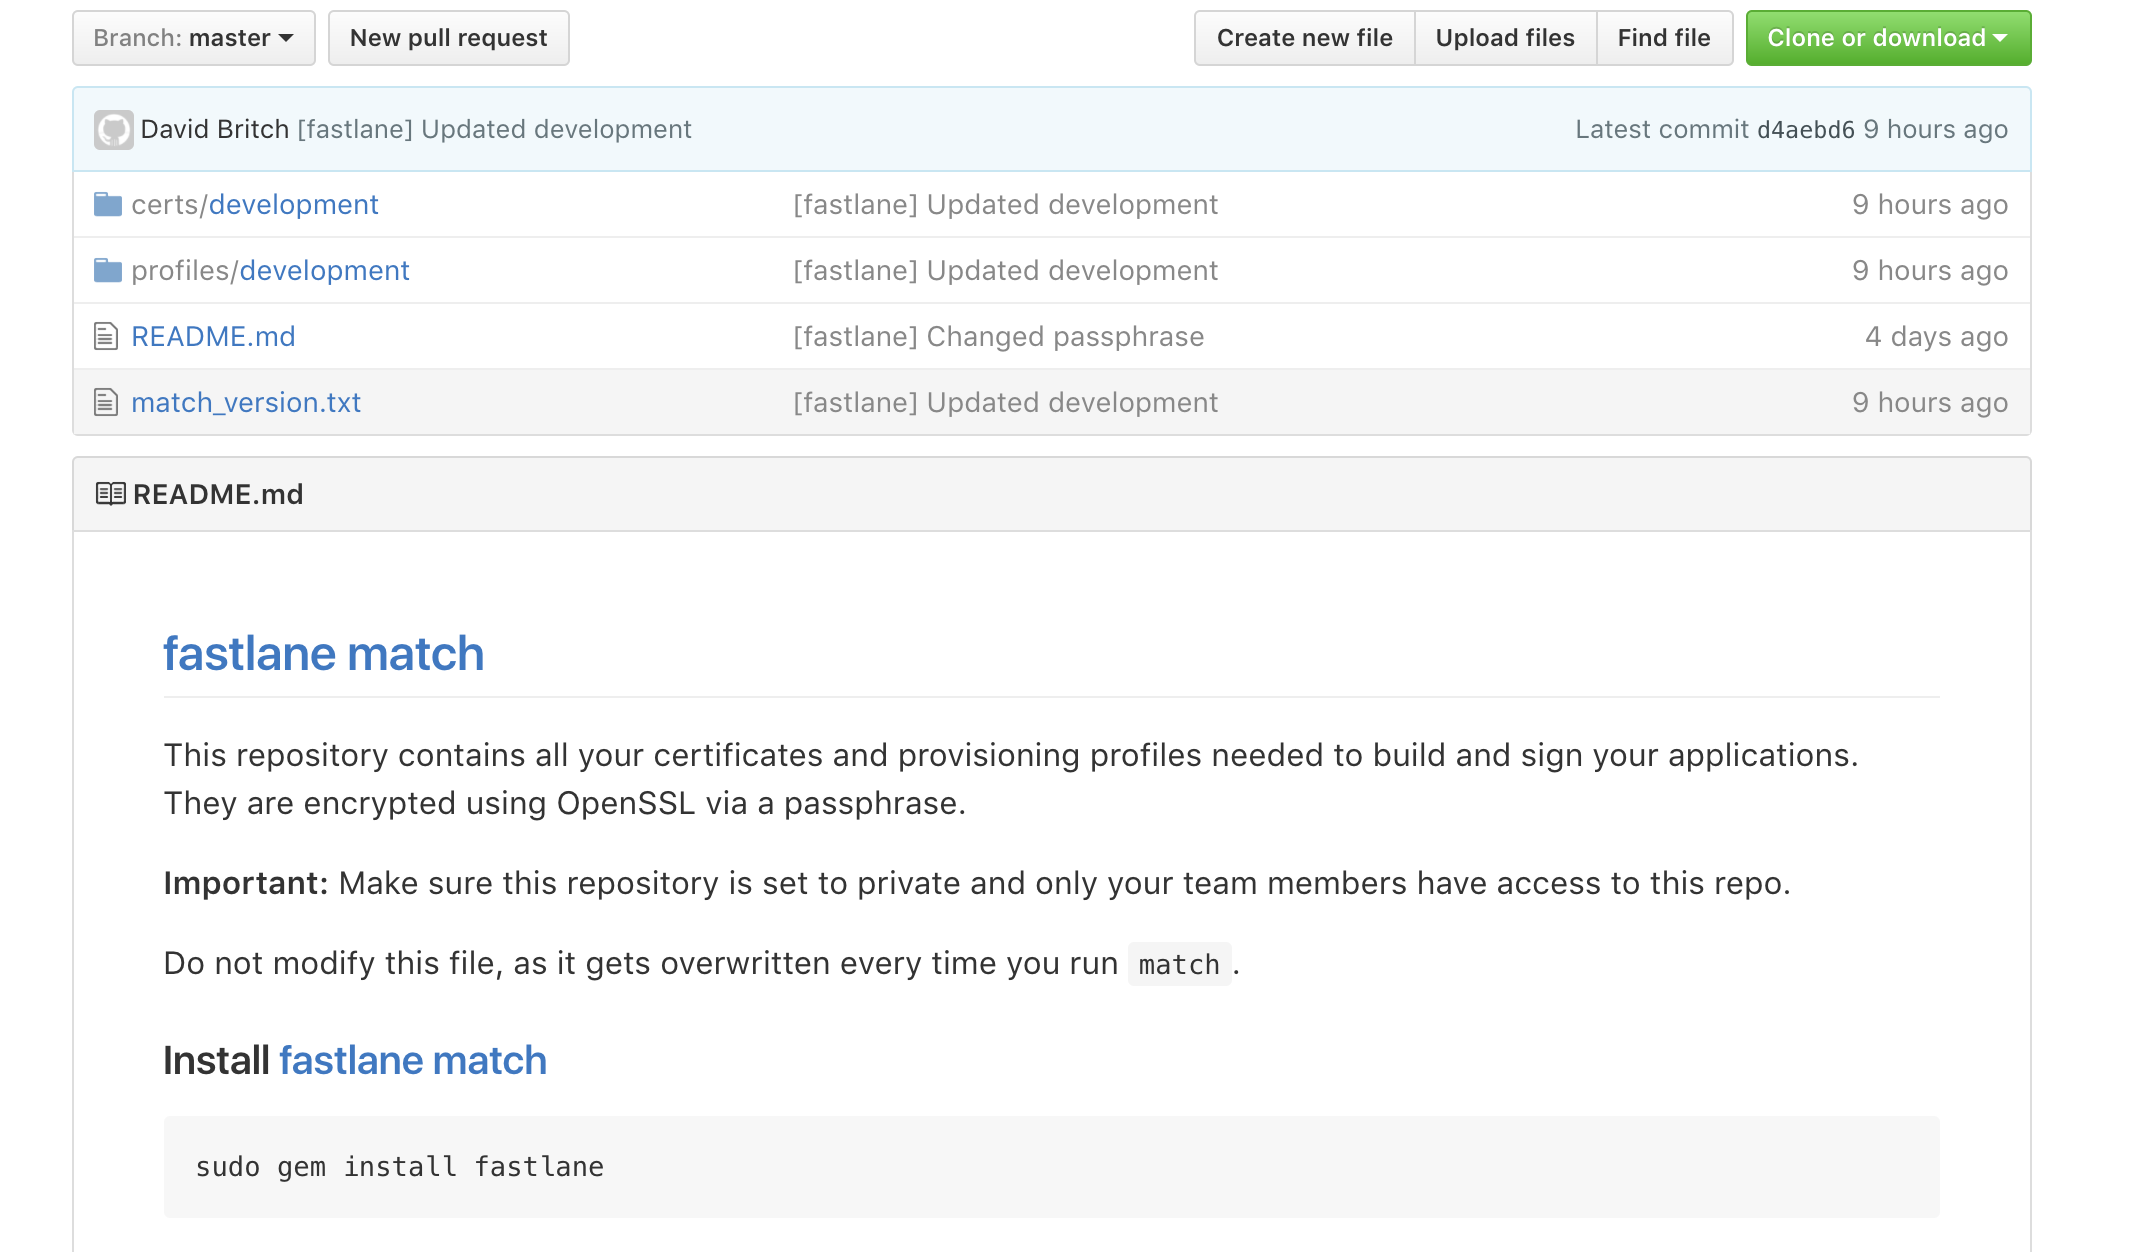 Branch: master New pull request Create new file Upload files Find file Clone or download
David Britch [fastlane] Updated development Latest commit d4aebd6 9 hours ago
certs/development [fastlane] Updated development 9 hours ago
profiles/development [fastlane] Updated development 9 hours ago
README.md [fastlane] Changed passphrase 4 days ago
match_version.txt [fastlane] Updated development 9 hours ago
README.md
fastlane match
This repository contains all your certificates and provisioning profiles needed to build and sign your applications.
They are encrypted using OpenSSL via a passphrase.
Important: Make sure this repository is set to private and only your team members have access to this repo.
Do not modify this file, as it gets overwritten every time you run match.
Install fastlane match
sudo gem install fastlane